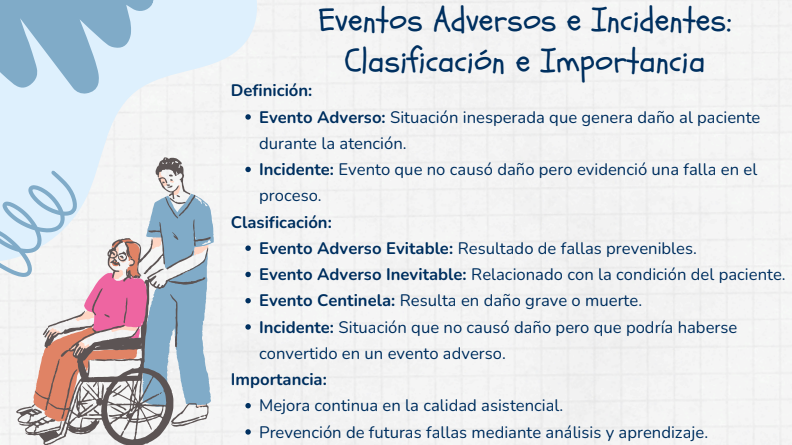 Eventos Adversos e Incidentes:
Clasificación e Importancia
Definición:
• Evento Adverso: Situación inesperada que genera daño al paciente
durante la atención.
• Incidente: Evento que no causó daño pero evidenció una falla en el
proceso.
Clasificación:
• Evento Adverso Evitable: Resultado de fallas prevenibles.
• Evento Adverso Inevitable: Relacionado con la condición del paciente.
• Evento Centinela: Resulta en daño grave o muerte.
• Incidente: Situación que no causó daño pero que podría haberse
convertido en un evento adverso.
Importancia:
• Mejora continua en la calidad asistencial.
• Prevención de futuras fallas mediante análisis y aprendizaje.